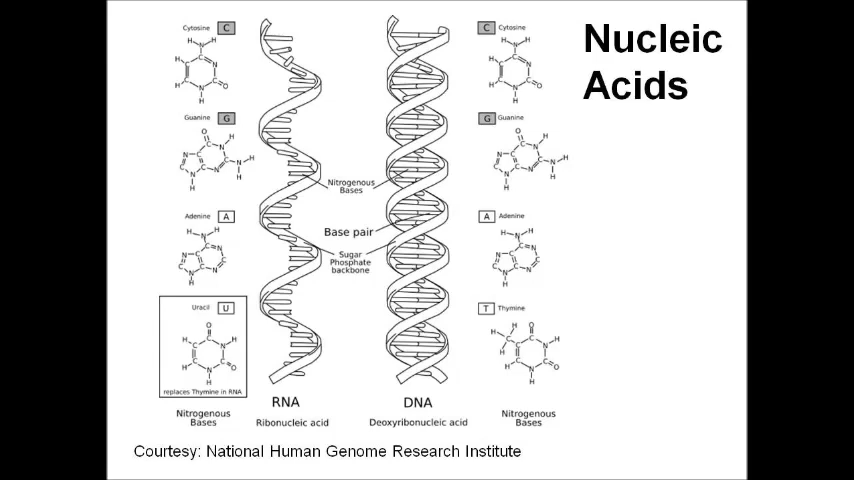 Nucleic
Acids
Cytosine C
Guanine G
Adenine A
Uracil U
replaces Thymine in RNA
Nitrogenous
Bases
Nitrogenous
Bases
Base pair
Sugar
Phosphate
backbone
RNA
Ribonucleic acid
DNA
Deoxyribonucleic acid
C Cytosine
G Guanine
A Adenine
T Thymine
Nitrogenous
Bases
Courtesy: National Human Genome Research Institute